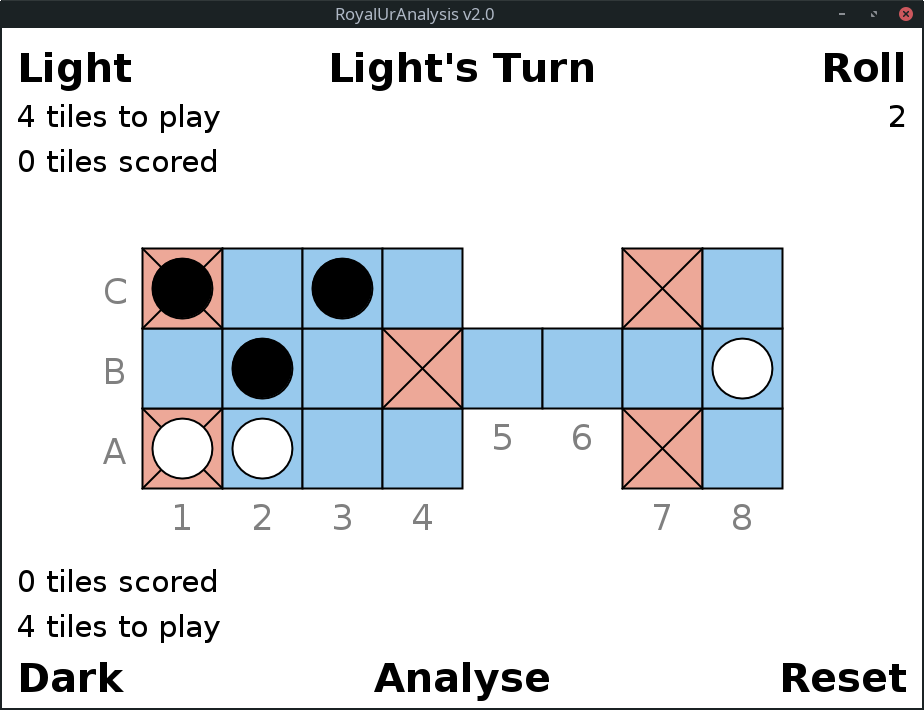 RoyalUrAnalysis v2.0
Light Light's Turn Roll
4 tiles to play 2
0 tiles scored
C
B
5 6
A
1 2 3 4 7 8
0 tiles scored
4 tiles to play
Dark Analyse Reset